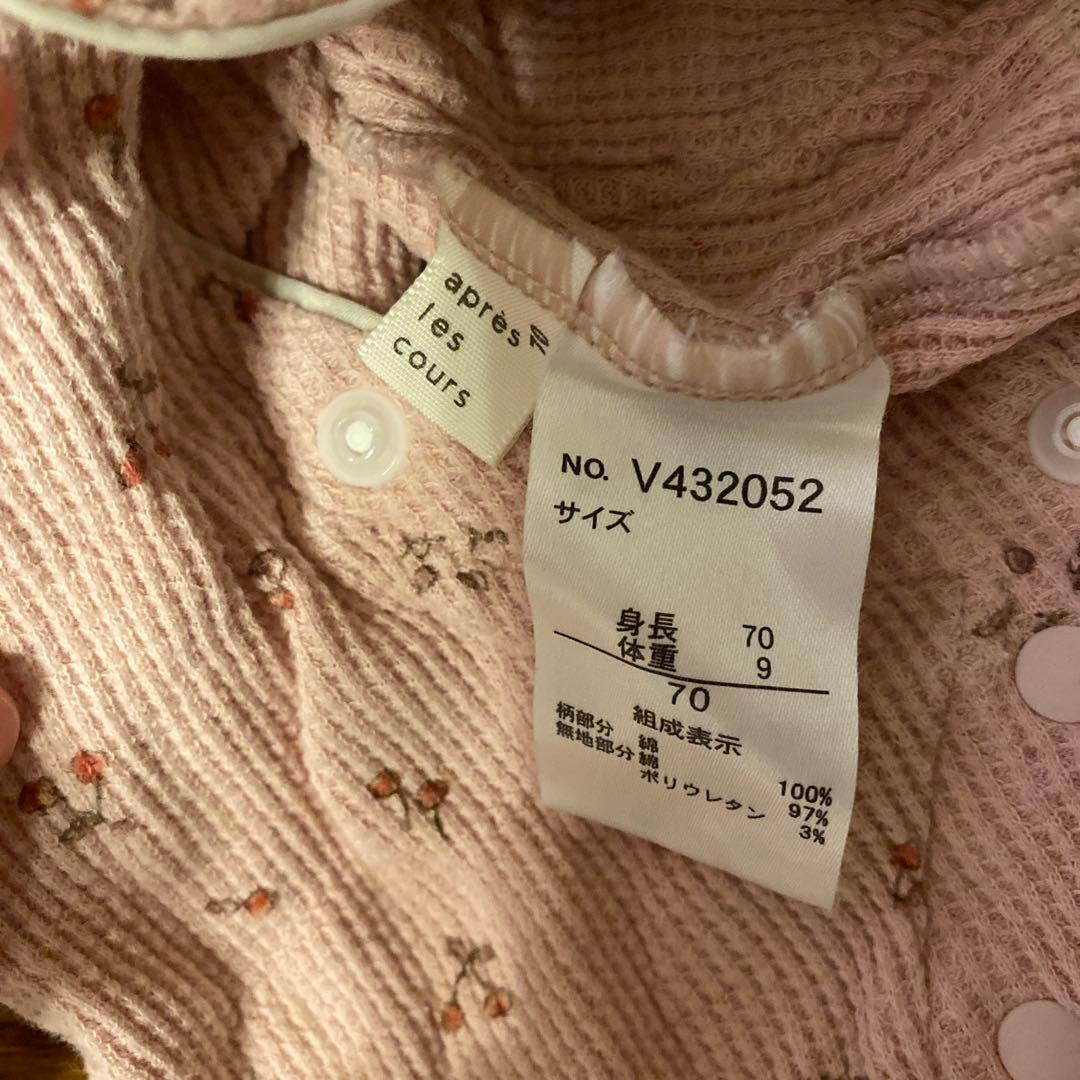 après
les
cours
70
NO. V432052
サイズ
身長 70
体重 9
70
組成表示
柄部分 綿 100%
無地部分 綿 97%
ポリウレタン 3%